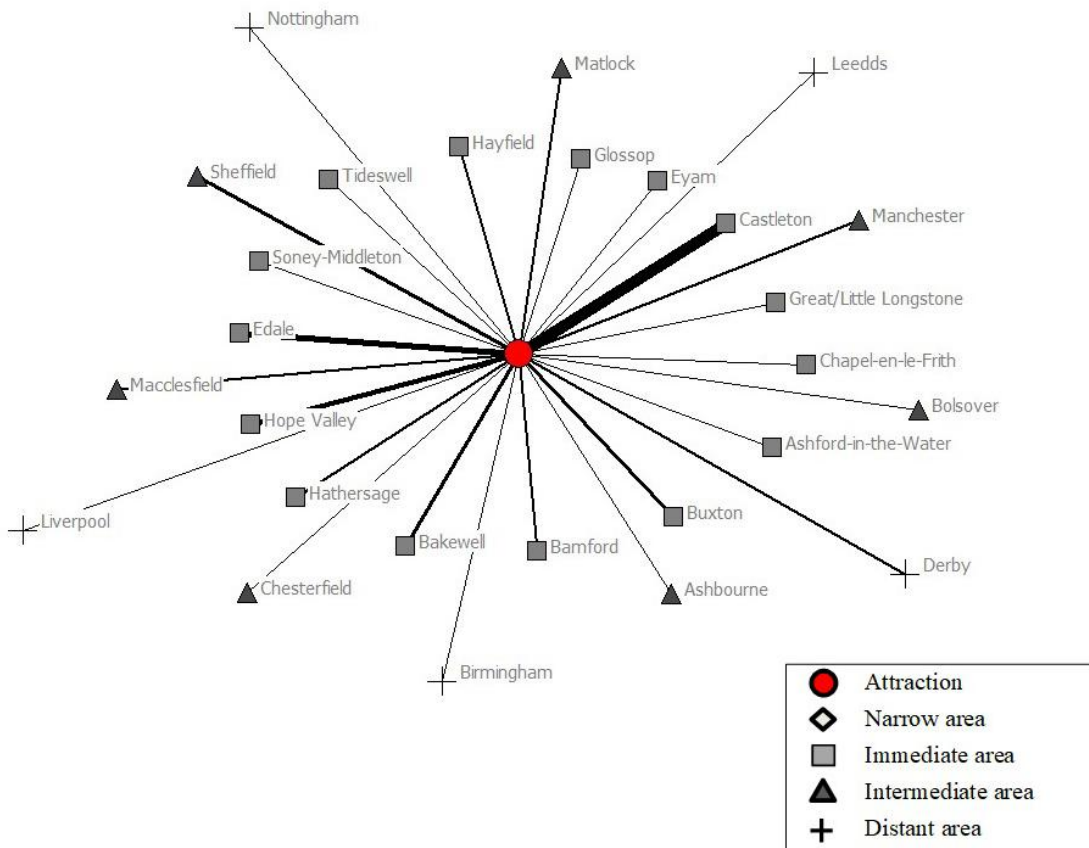 Nottingham
Matlock
Leedds
Hayfield
Glossop
Sheffield
Tideswell
Eyam
Castleton
Manchester
Soney-Middleton
Great/Little Longstone
Edale
Chapel-en-le-Frith
Macclesfield
Bolsover
Hope Valley
Ashford-in-the-Water
Hathersage
Buxton
Liverpool
Bakewell
Bamford
Derby
Chesterfield
Ashbourne
Birmingham
Attraction
Narrow area
Immediate area
Intermediate area
Distant area